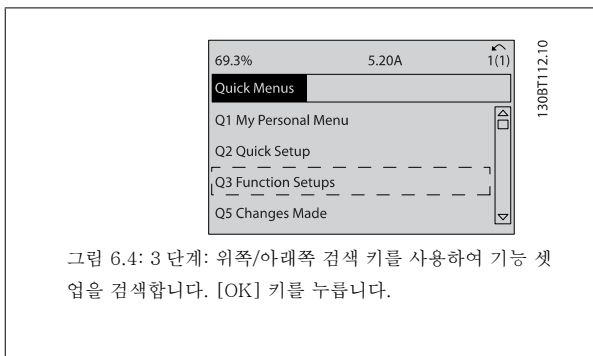 69.3% 5.20A 1(1)
Quick Menus
Q1 My Personal Menu
Q2 Quick Setup
Q3 Function Setups
Q5 Changes Made
130BT112.10
그림 6.4: 3 단계: 위쪽/아래쪽 검색 키를 사용하여 기능 셋
업을 검색합니다. [OK] 키를 누릅니다.